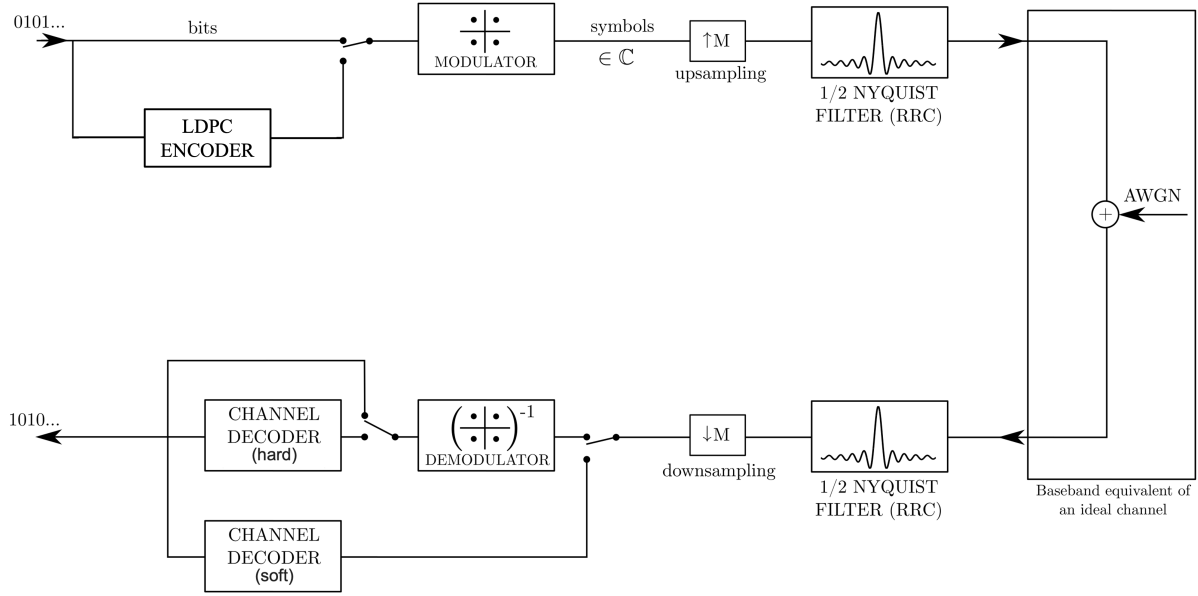 0101...
bits
LDPC
ENCODER
MODULATOR
symbols
∈ ℂ
↑M
upsampling
1/2 NYQUIST
FILTER (RRC)
+
AWGN
Baseband equivalent of
an ideal channel
1/2 NYQUIST
FILTER (RRC)
↓M
downsampling
( )-1
DEMODULATOR
CHANNEL
DECODER
(hard)
1010...
CHANNEL
DECODER
(soft)